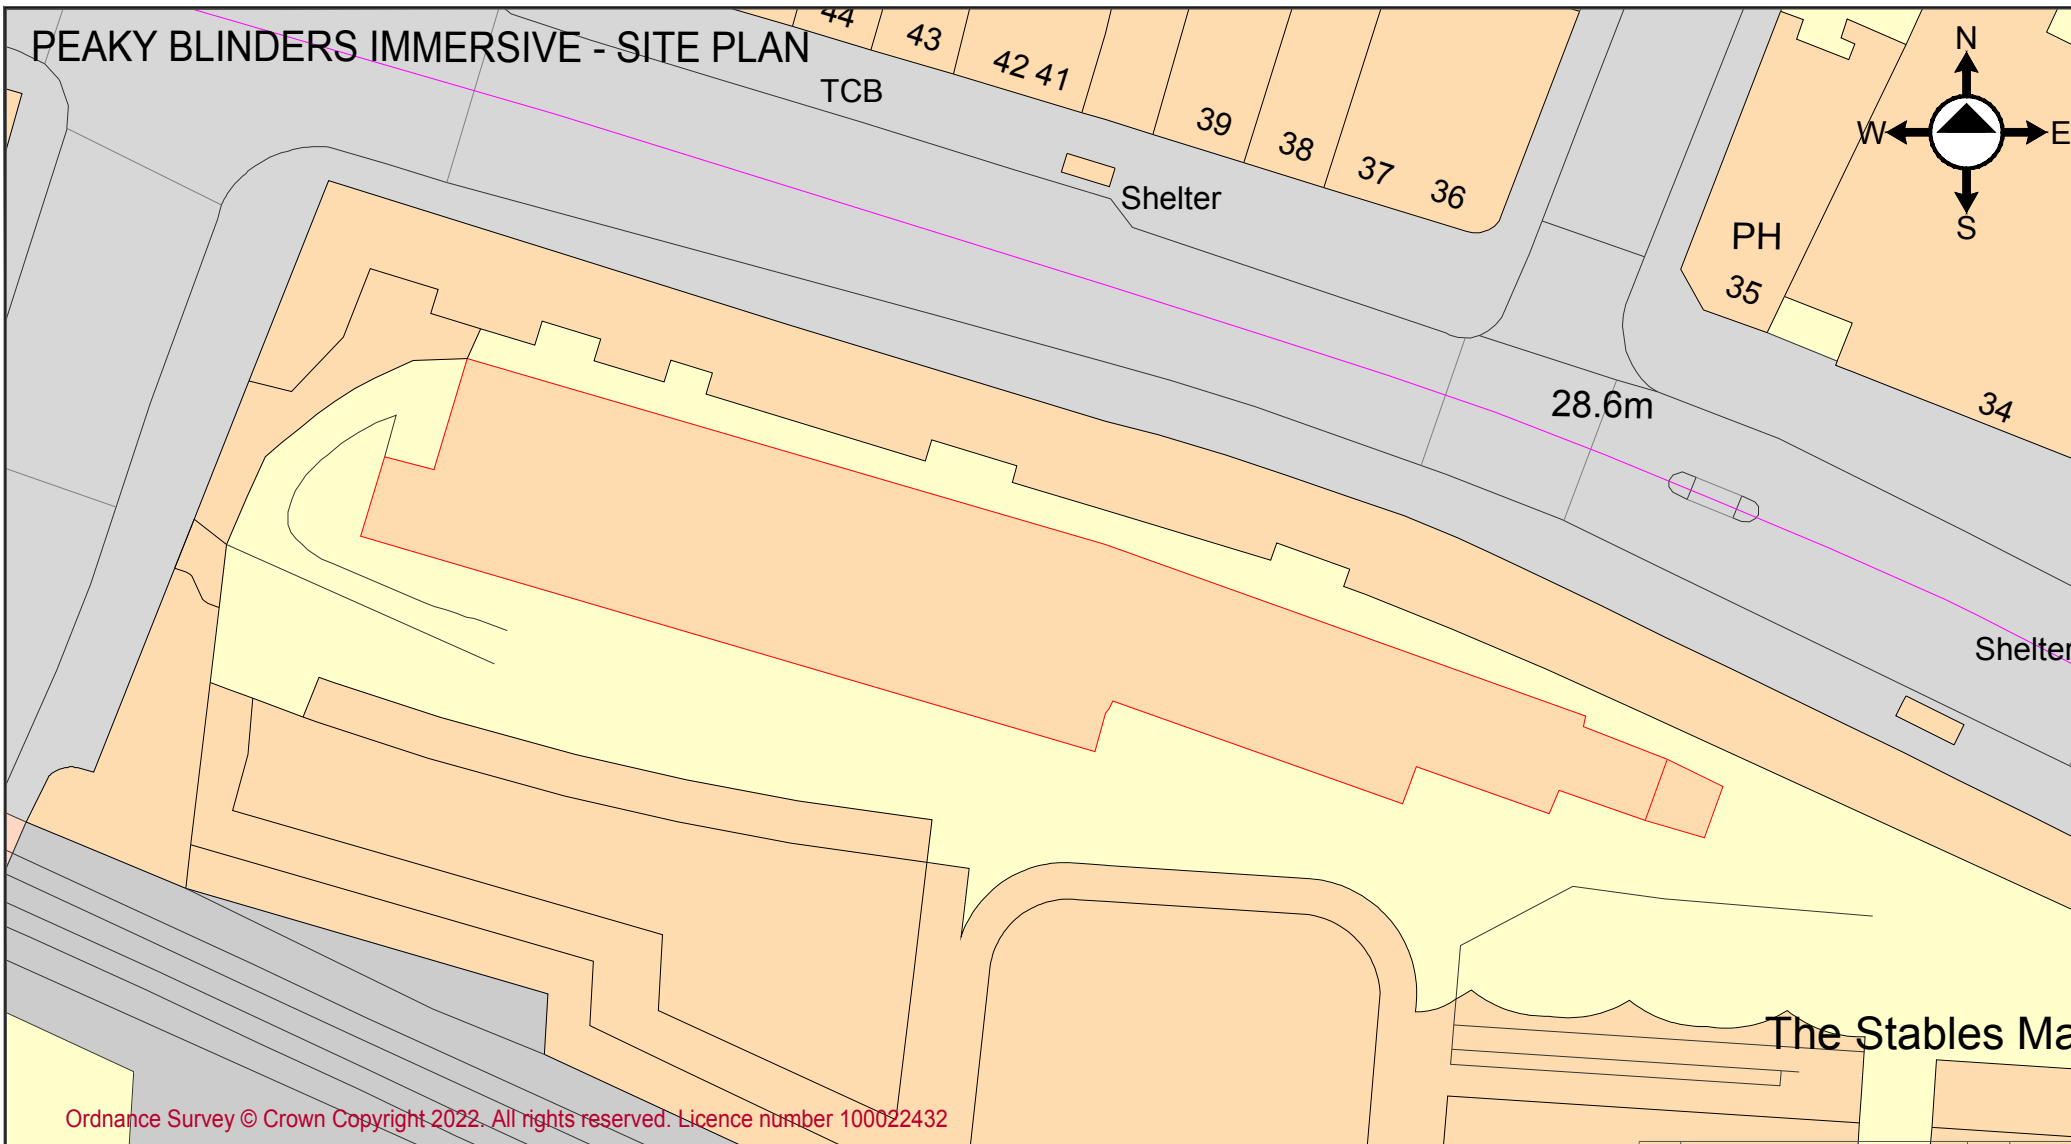 PEAKY BLINDERS IMMERSIVE - SITE PLAN
44
43
42 41
TCB
39
38
37
36
Shelter
N
W
E
S
PH
35
34
28.6m
Shelter
The Stables Ma
Ordnance Survey © Crown Copyright 2022. All rights reserved. Licence number 100022432